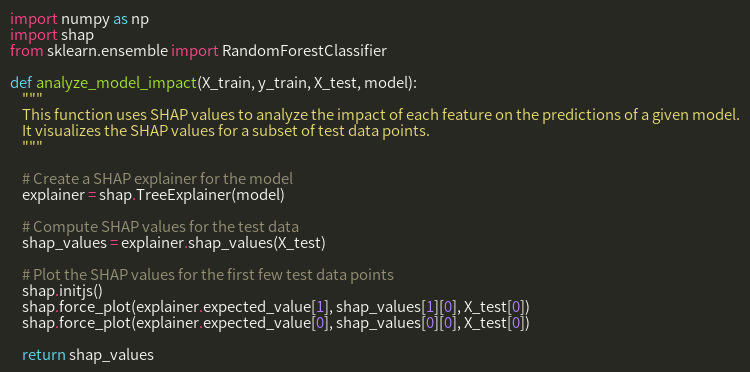 import numpy as np
import shap
from sklearn.ensemble import RandomForestClassifier

def analyze_model_impact(X_train, y_train, X_test, model):
    """
    This function uses SHAP values to analyze the impact of each feature on the predictions of a given model.
    It visualizes the SHAP values for a subset of test data points.
    """

    # Create a SHAP explainer for the model
    explainer = shap.TreeExplainer(model)

    # Compute SHAP values for the test data
    shap_values = explainer.shap_values(X_test)

    # Plot the SHAP values for the first few test data points
    shap.initjs()
    shap.force_plot(explainer.expected_value[1], shap_values[1][0], X_test[0])
    shap.force_plot(explainer.expected_value[0], shap_values[0][0], X_test[0])

    return shap_values